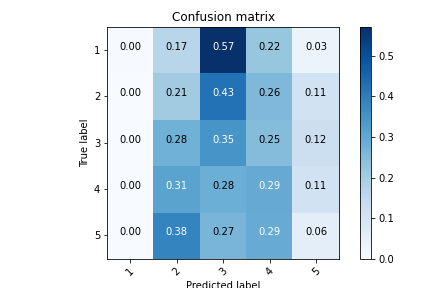 Confusion matrix
1 0.00 0.17 0.57 0.22 0.03
2 0.00 0.21 0.43 0.26 0.11
3 0.00 0.28 0.35 0.25 0.12
4 0.00 0.31 0.28 0.29 0.11
5 0.00 0.38 0.27 0.29 0.06
1 2 3 4 5
True label
Predicted label
0.5
0.4
0.3
0.2
0.1
0.0